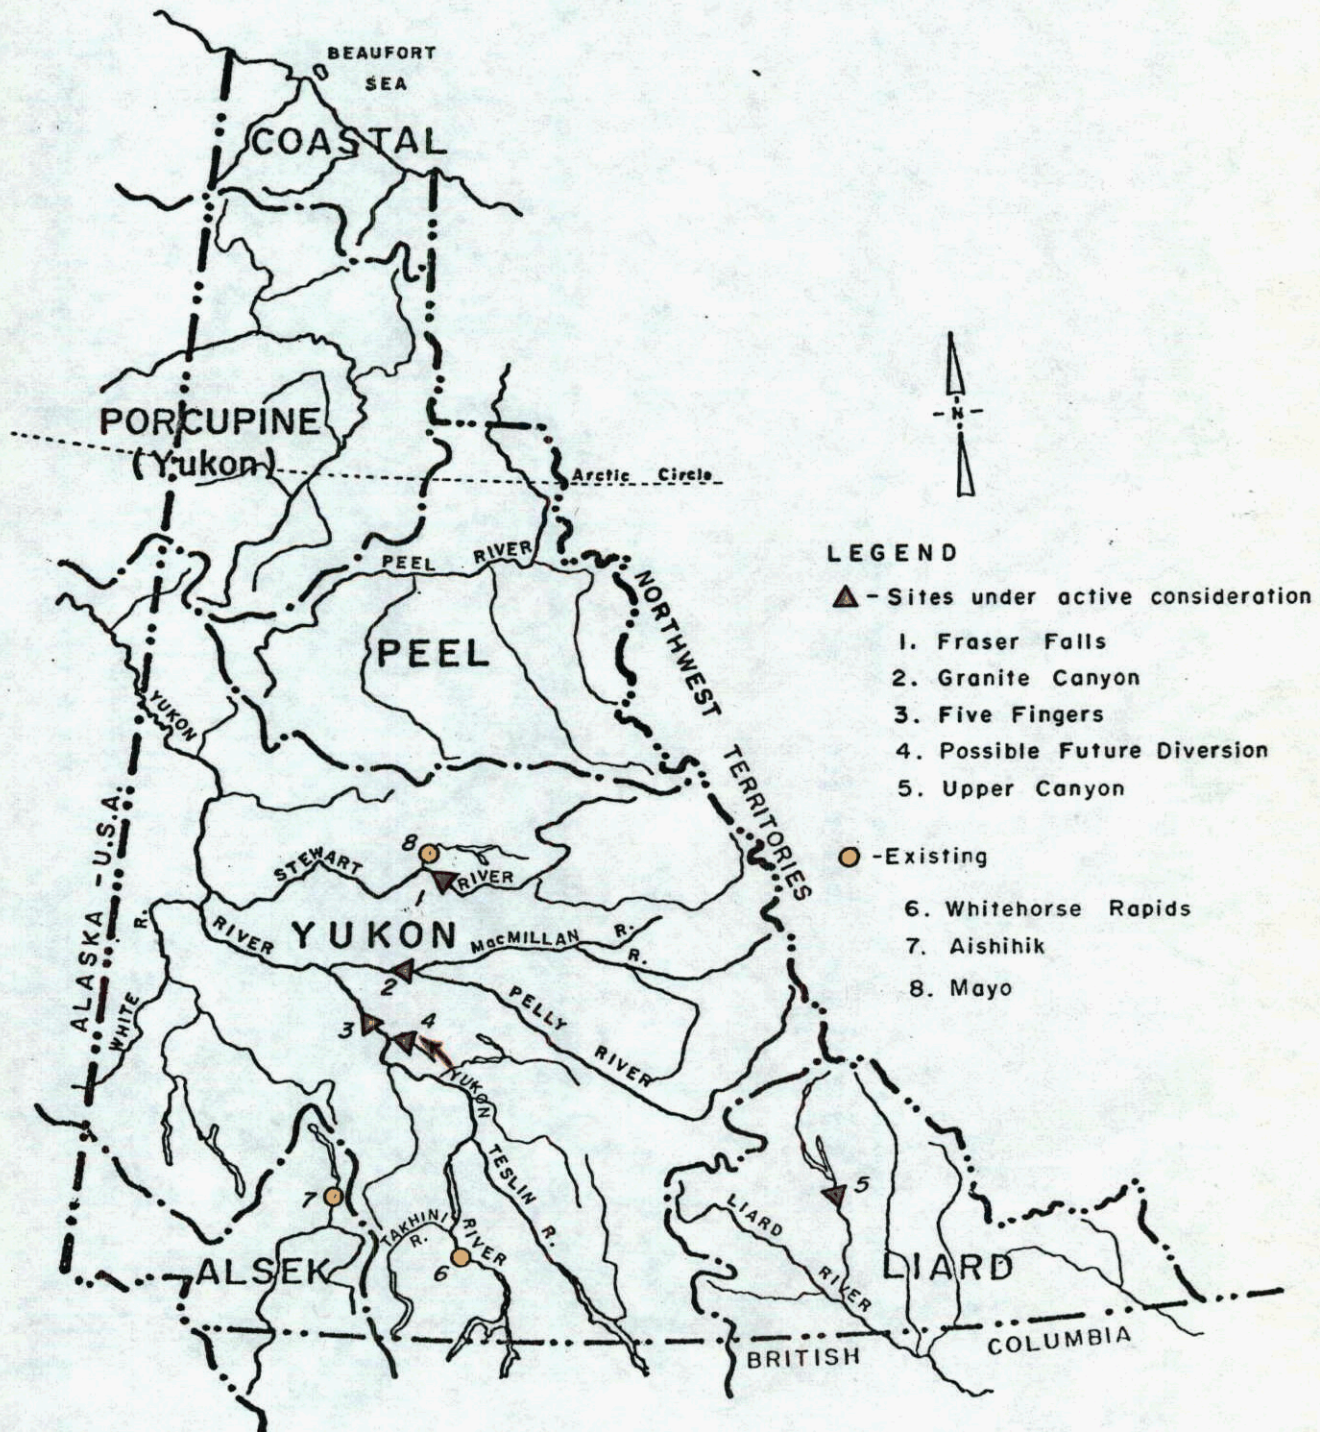 BEAUFORT
SEA
COASTAL
PORCUPINE
(Yukon)
Arctic Circle
PEEL RIVER
NORTHWEST TERRITORIES
PEEL
YUKON
LEGEND
- Sites under active consideration
1. Fraser Falls
2. Granite Canyon
3. Five Fingers
4. Possible Future Diversion
5. Upper Canyon
-Existing
6. Whitehorse Rapids
7. Aishihik
8. Mayo
N
ALASKA - U.S.A.
8
STEWART RIVER
1
RIVER
YUKON
MacMILLAN R.
R.
2
WHITE R.
PELLY RIVER
3
4
YUKON
TESLIN R.
5
7
TAKHINI R.
RIVER
6
LIARD RIVER
ALSEK
LIARD
BRITISH COLUMBIA